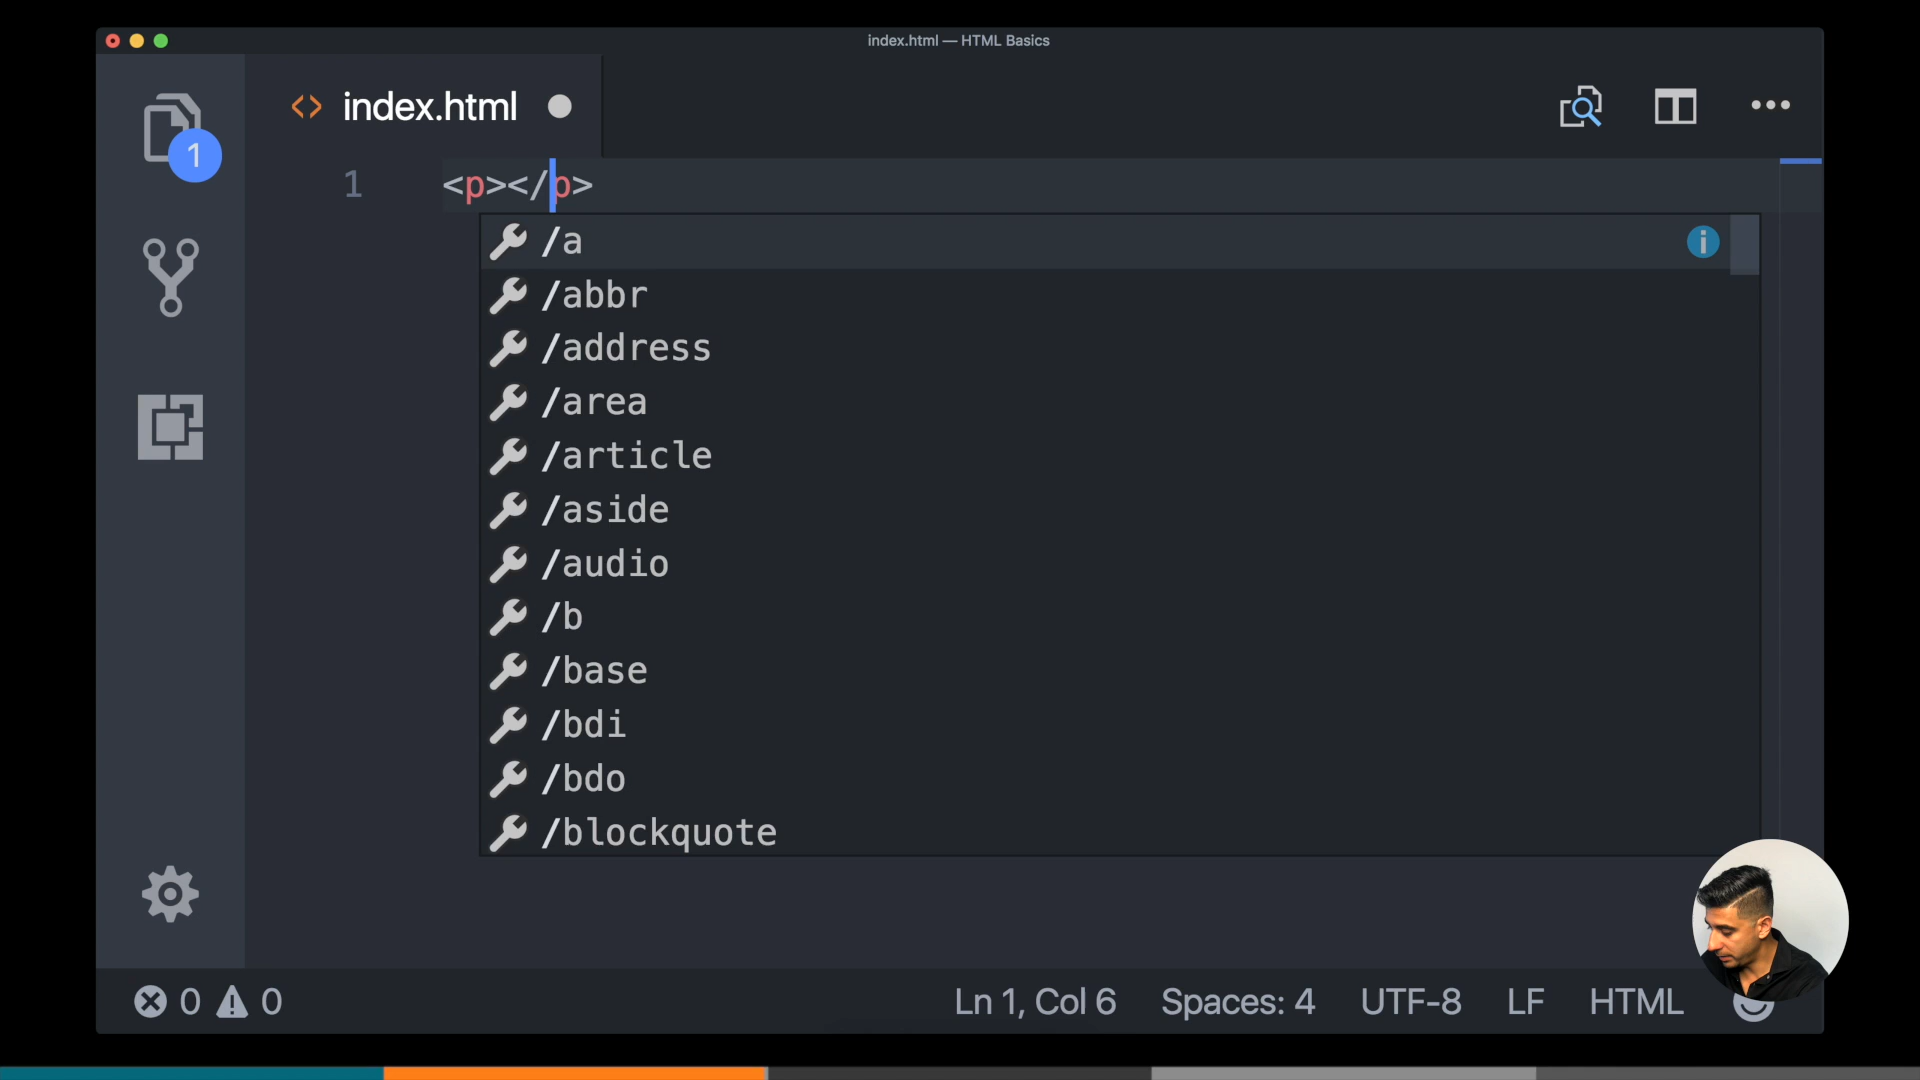 index.html — HTML Basics
1
<> index.html
1 <p></p>
/a
/abbr
/address
/area
/article
/aside
/audio
/b
/base
/bdi
/bdo
/blockquote
0 0 Ln 1, Col 6 Spaces: 4 UTF-8 LF HTML